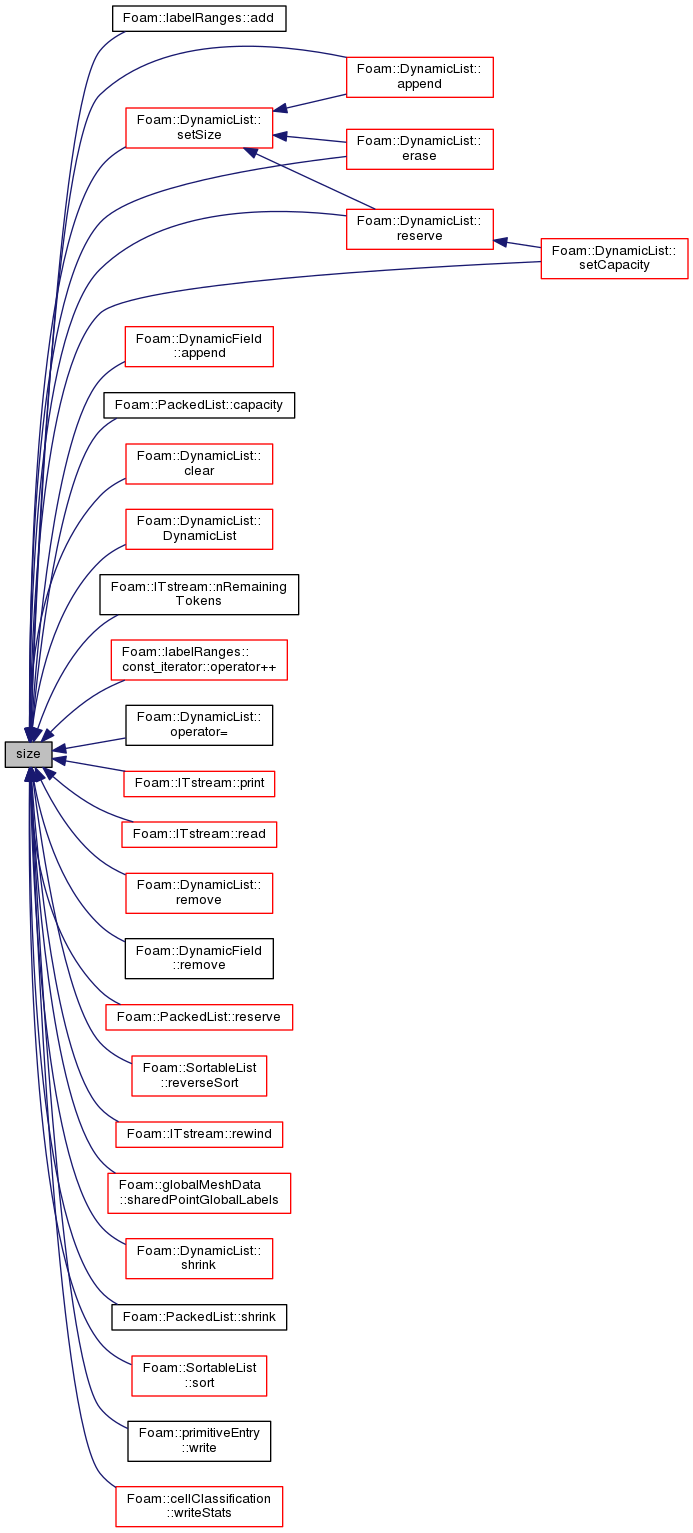 Foam::labelRanges::add
Foam::DynamicList::
append
Foam::DynamicList::
setSize
Foam::DynamicList::
erase
Foam::DynamicList::
reserve
Foam::DynamicList::
setCapacity
Foam::DynamicField
::append
Foam::PackedList::capacity
Foam::DynamicList::
clear
Foam::DynamicList::
DynamicList
Foam::ITstream::nRemaining
Tokens
Foam::labelRanges::
const_iterator::operator++
Foam::DynamicList::
operator=
size
Foam::ITstream::print
Foam::ITstream::read
Foam::DynamicList::
remove
Foam::DynamicField
::remove
Foam::PackedList::reserve
Foam::SortableList
::reverseSort
Foam::ITstream::rewind
Foam::globalMeshData
::sharedPointGlobalLabels
Foam::DynamicList::
shrink
Foam::PackedList::shrink
Foam::SortableList
::sort
Foam::primitiveEntry
::write
Foam::cellClassification
::writeStats